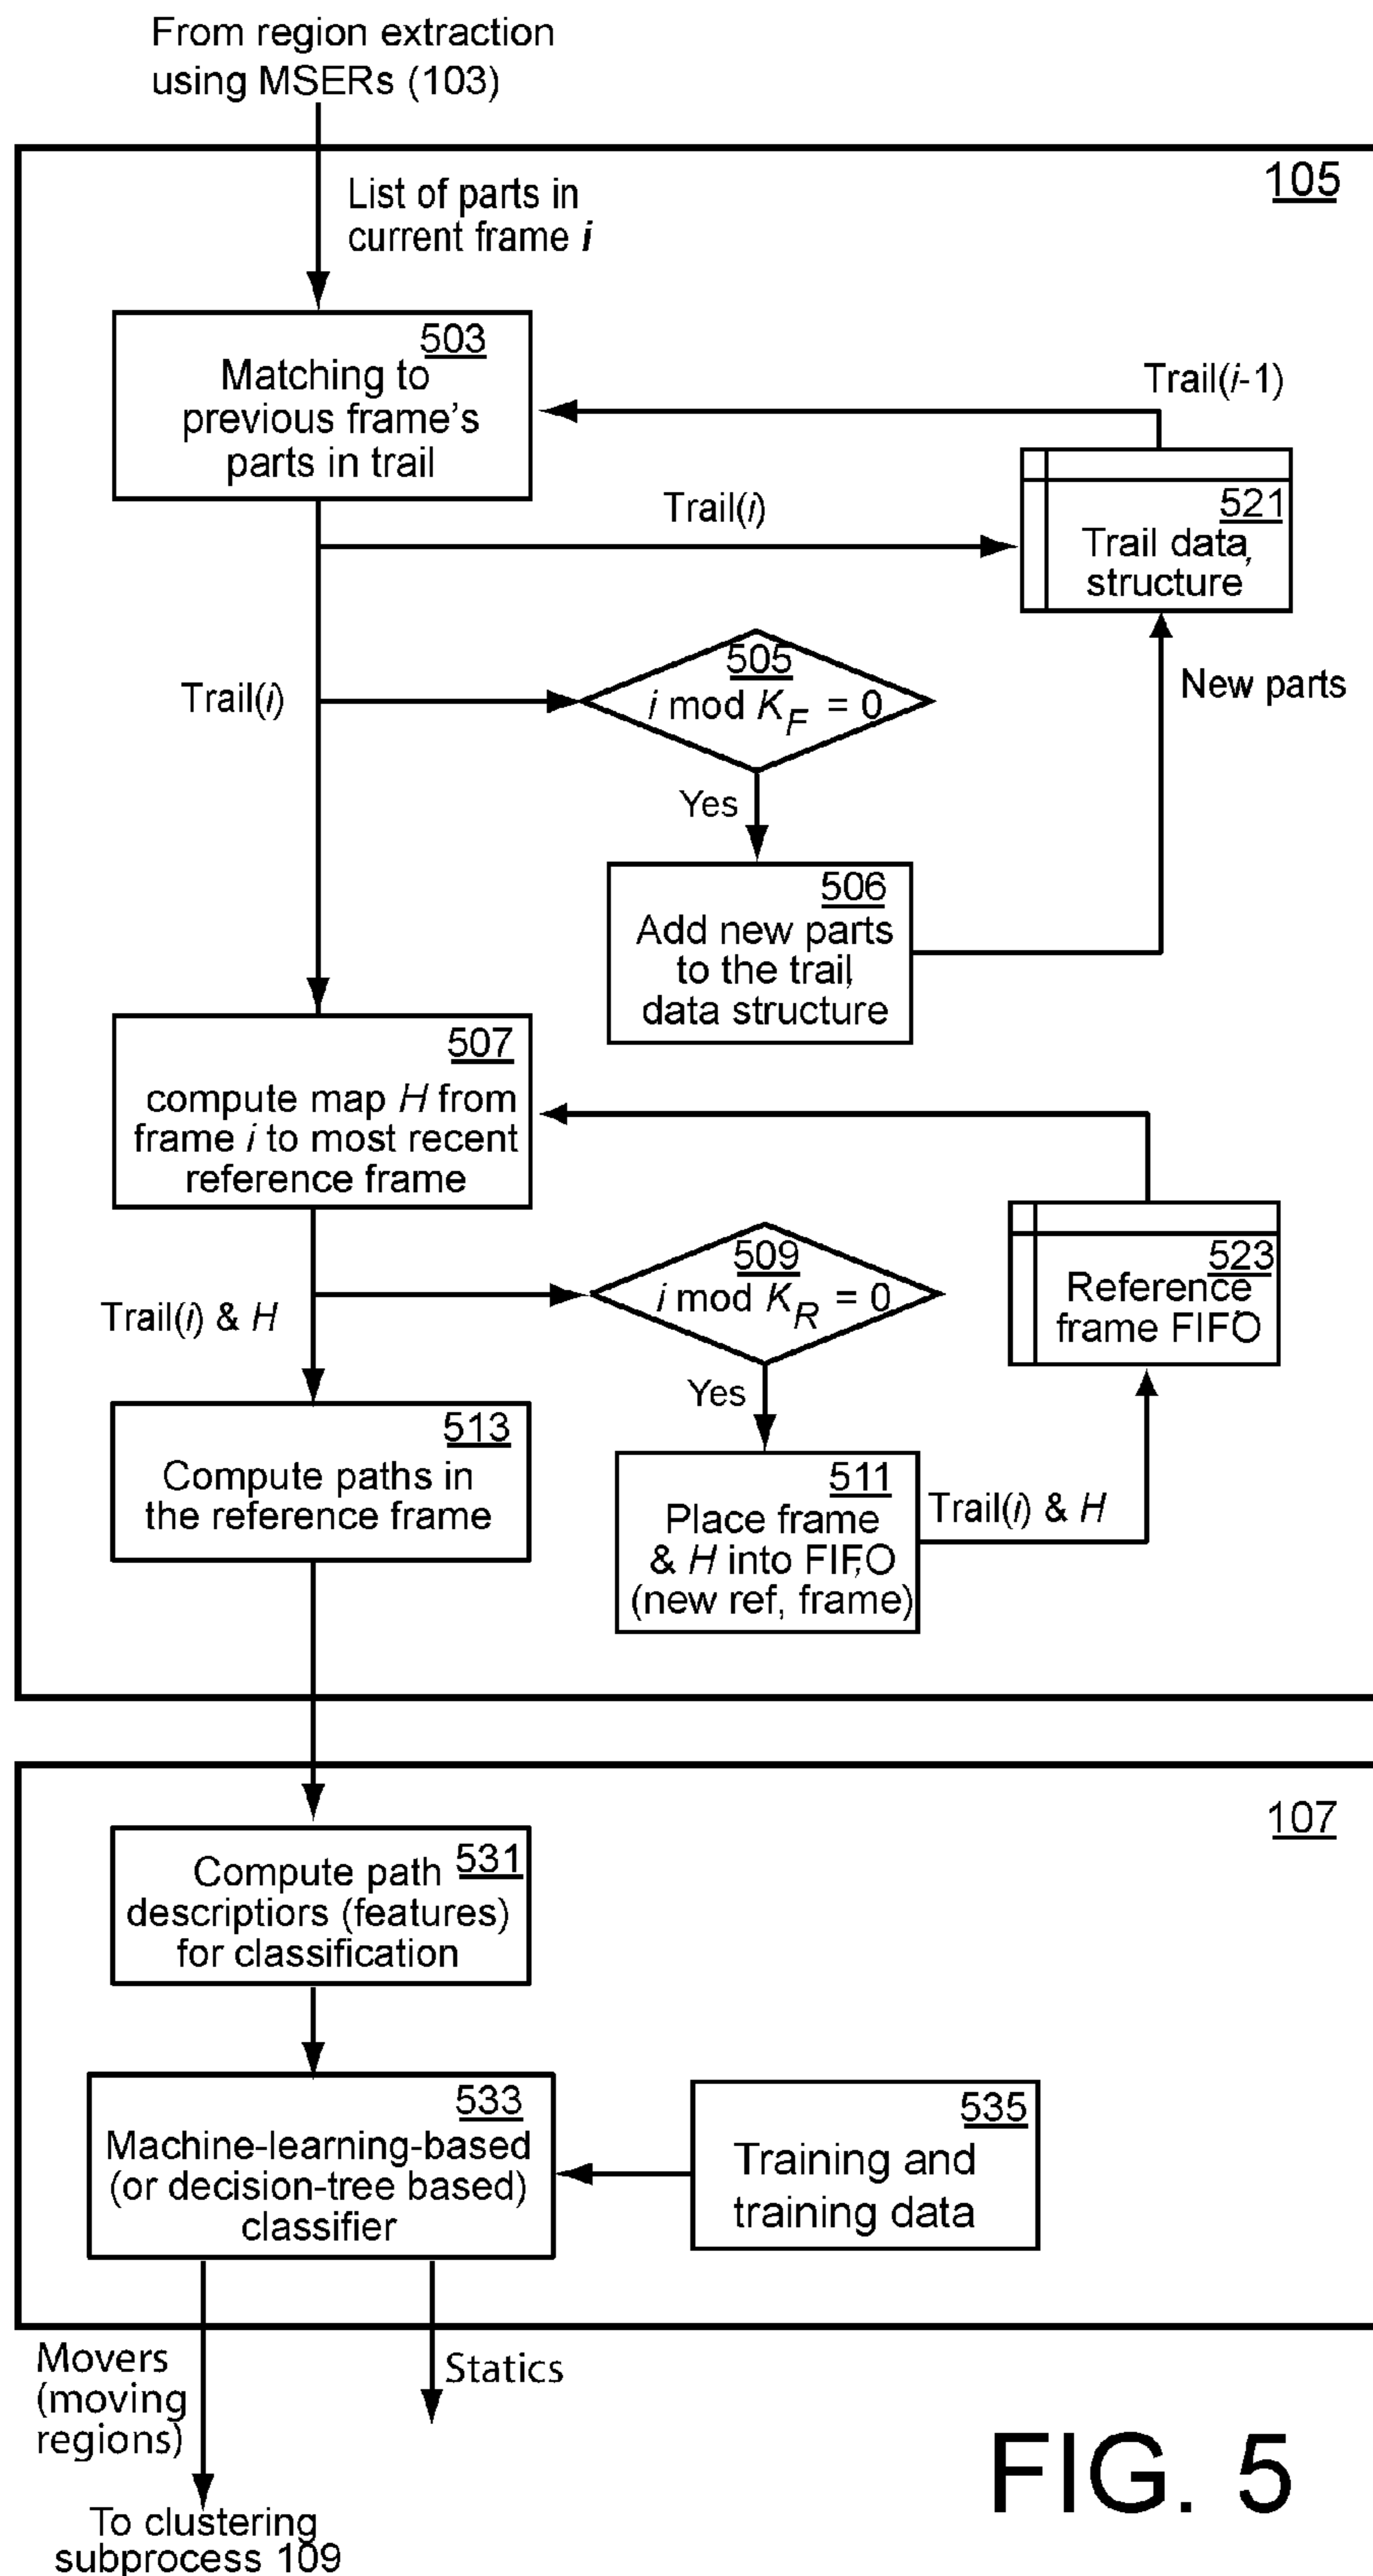 From region extraction
using MSERs (103)
105
List of parts in
current frame i
503
Matching to
previous frame's
parts in trail
Trail(i-1)
Trail(i)
521
Trail data,
structure
505
i mod K_F = 0
Trail(i)
New parts
Yes
506
Add new parts
to the trail,
data structure
507
compute map H from
frame i to most recent
reference frame
509
i mod K_R = 0
523
Reference
frame FIFO
Trail(i) & H
Yes
513
Compute paths in
the reference frame
511
Place frame
& H into FIFO
(new ref, frame)
Trail(i) & H
107
531
Compute path
descriptiors (features)
for classification
533
Machine-learning-based
(or decision-tree based)
classifier
535
Training and
training data
Movers
(moving
regions)
Statics
To clustering
subprocess 109
FIG. 5